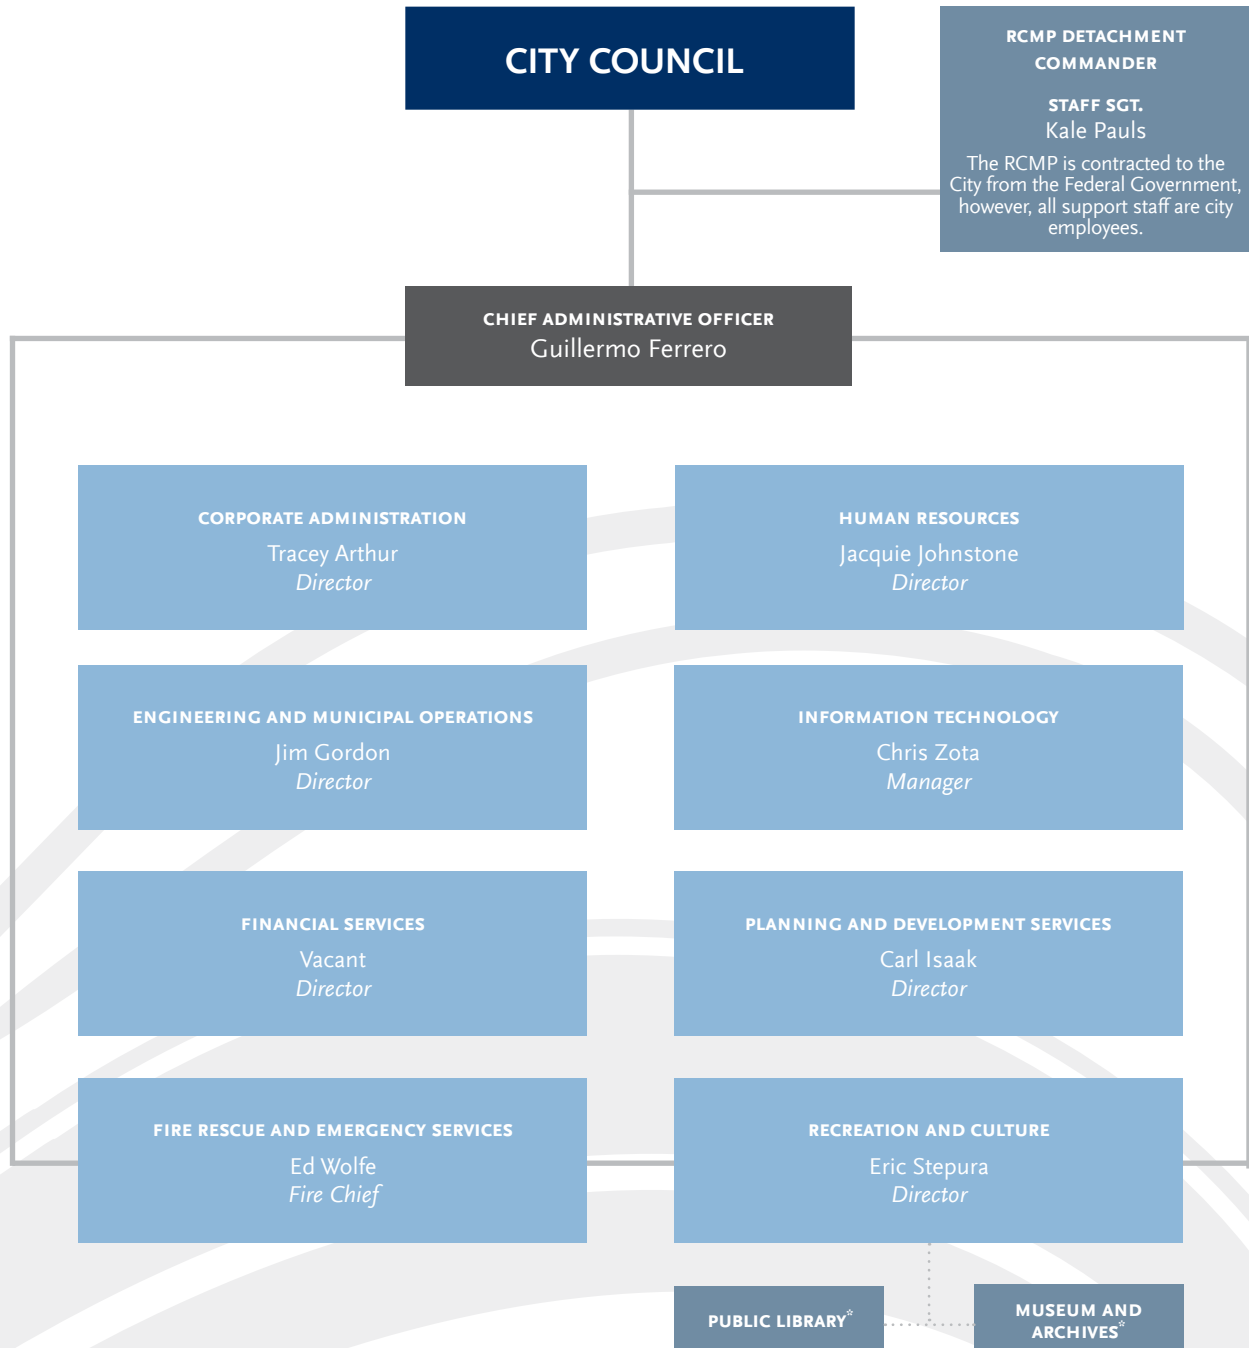 CITY COUNCIL
RCMP DETACHMENT
COMMANDER
STAFF SGT.
Kale Pauls
The RCMP is contracted to the
City from the Federal Government,
however, all support staff are city
employees.
CHIEF ADMINISTRATIVE OFFICER
Guillermo Ferrero
CORPORATE ADMINISTRATION
Tracey Arthur
Director
HUMAN RESOURCES
Jacquie Johnstone
Director
ENGINEERING AND MUNICIPAL OPERATIONS
Jim Gordon
Director
INFORMATION TECHNOLOGY
Chris Zota
Manager
FINANCIAL SERVICES
Vacant
Director
PLANNING AND DEVELOPMENT SERVICES
Carl Isaak
Director
FIRE RESCUE AND EMERGENCY SERVICES
Ed Wolfe
Fire Chief
RECREATION AND CULTURE
Eric Stepura
Director
PUBLIC LIBRARY*
MUSEUM AND
ARCHIVES*